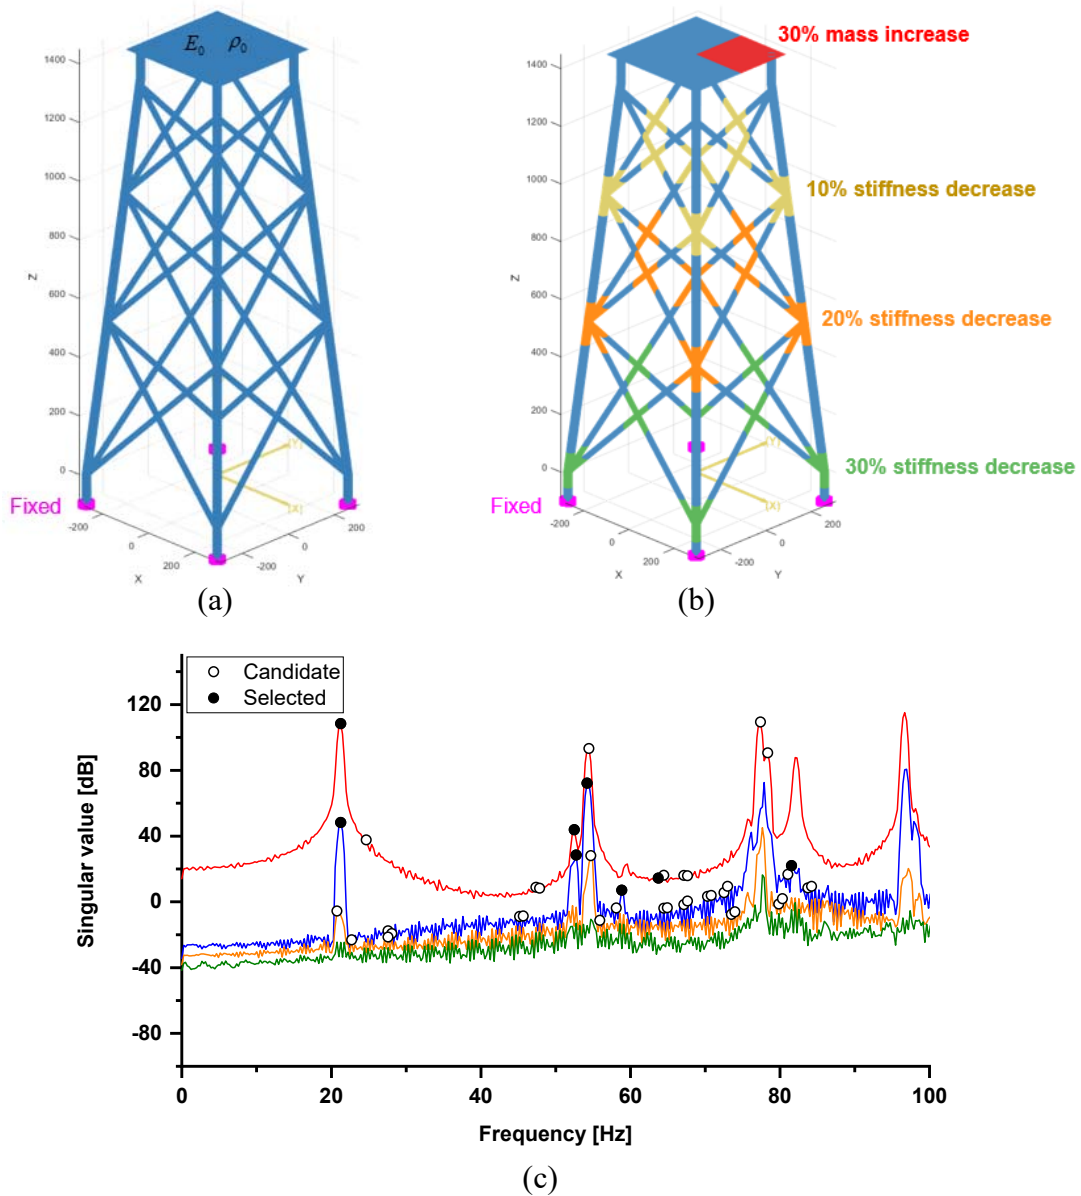 E₀ ρ₀
1400
1200
1000
800
600
400
200
0
Z
Fixed
-200
0
200
X
-200
0
200
Y
[Y]
[X]
(a)
30% mass increase
10% stiffness decrease
20% stiffness decrease
30% stiffness decrease
1400
1200
1000
800
600
400
200
0
Z
Fixed
-200
0
200
X
-200
0
200
Y
[Y]
[X]
(b)
Candidate
Selected
120
80
40
0
-40
-80
Singular value [dB]
0 20 40 60 80 100
Frequency [Hz]
(c)